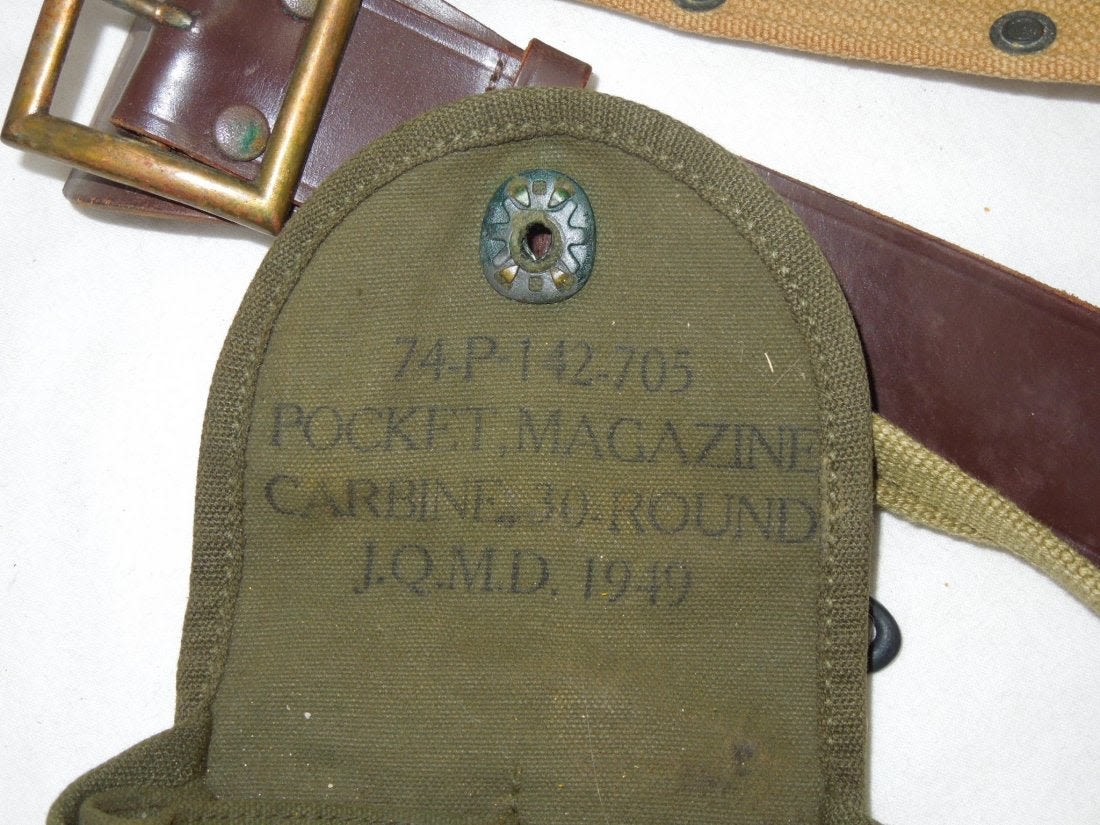 74-P-142-705
POCKET, MAGAZINE
CARBINE, 30-ROUND
J.Q.M.D. 1949